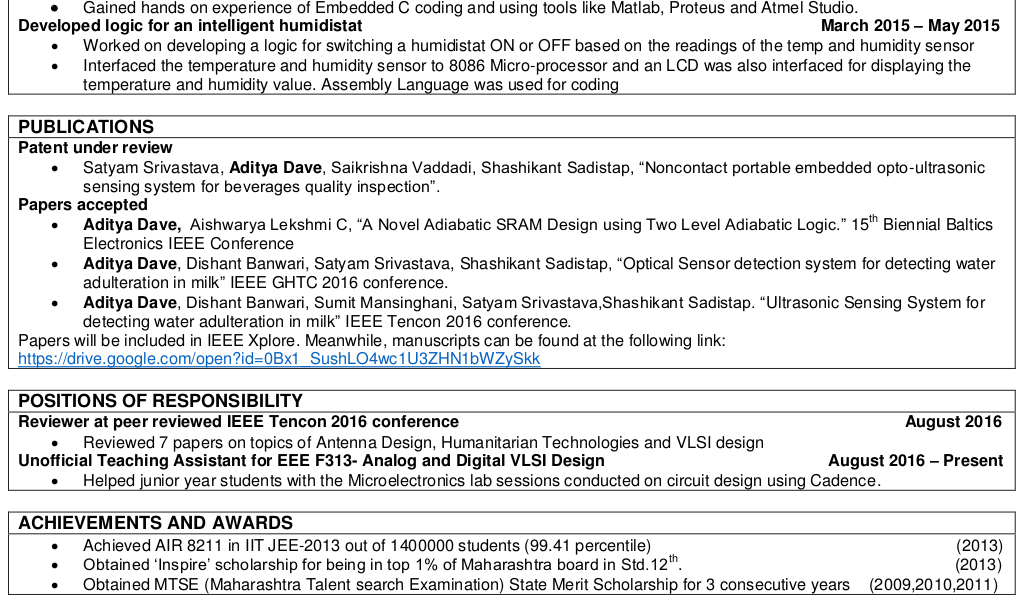 • Gained hands on experience of Embedded C coding and using tools like Matlab, Proteus and Atmel Studio.
Developed logic for an intelligent humidistat March 2015 – May 2015
• Worked on developing a logic for switching a humidistat ON or OFF based on the readings of the temp and humidity sensor
• Interfaced the temperature and humidity sensor to 8086 Micro-processor and an LCD was also interfaced for displaying the
temperature and humidity value. Assembly Language was used for coding
PUBLICATIONS
Patent under review
• Satyam Srivastava, Aditya Dave, Saikrishna Vaddadi, Shashikant Sadistap, “Noncontact portable embedded opto-ultrasonic
sensing system for beverages quality inspection”.
Papers accepted
• Aditya Dave, Aishwarya Lekshmi C, “A Novel Adiabatic SRAM Design using Two Level Adiabatic Logic.” 15th Biennial Baltics
Electronics IEEE Conference
• Aditya Dave, Dishant Banwari, Satyam Srivastava, Shashikant Sadistap, “Optical Sensor detection system for detecting water
adulteration in milk” IEEE GHTC 2016 conference.
• Aditya Dave, Dishant Banwari, Sumit Mansinghani, Satyam Srivastava,Shashikant Sadistap. “Ultrasonic Sensing System for
detecting water adulteration in milk” IEEE Tencon 2016 conference.
Papers will be included in IEEE Xplore. Meanwhile, manuscripts can be found at the following link:
https://drive.google.com/open?id=0Bx1_SushLO4wc1U3ZHN1bWZySkk
POSITIONS OF RESPONSIBILITY
Reviewer at peer reviewed IEEE Tencon 2016 conference August 2016
• Reviewed 7 papers on topics of Antenna Design, Humanitarian Technologies and VLSI design
Unofficial Teaching Assistant for EEE F313- Analog and Digital VLSI Design August 2016 – Present
• Helped junior year students with the Microelectronics lab sessions conducted on circuit design using Cadence.
ACHIEVEMENTS AND AWARDS
• Achieved AIR 8211 in IIT JEE-2013 out of 1400000 students (99.41 percentile) (2013)
• Obtained ‘Inspire’ scholarship for being in top 1% of Maharashtra board in Std.12th. (2013)
• Obtained MTSE (Maharashtra Talent search Examination) State Merit Scholarship for 3 consecutive years (2009,2010,2011)